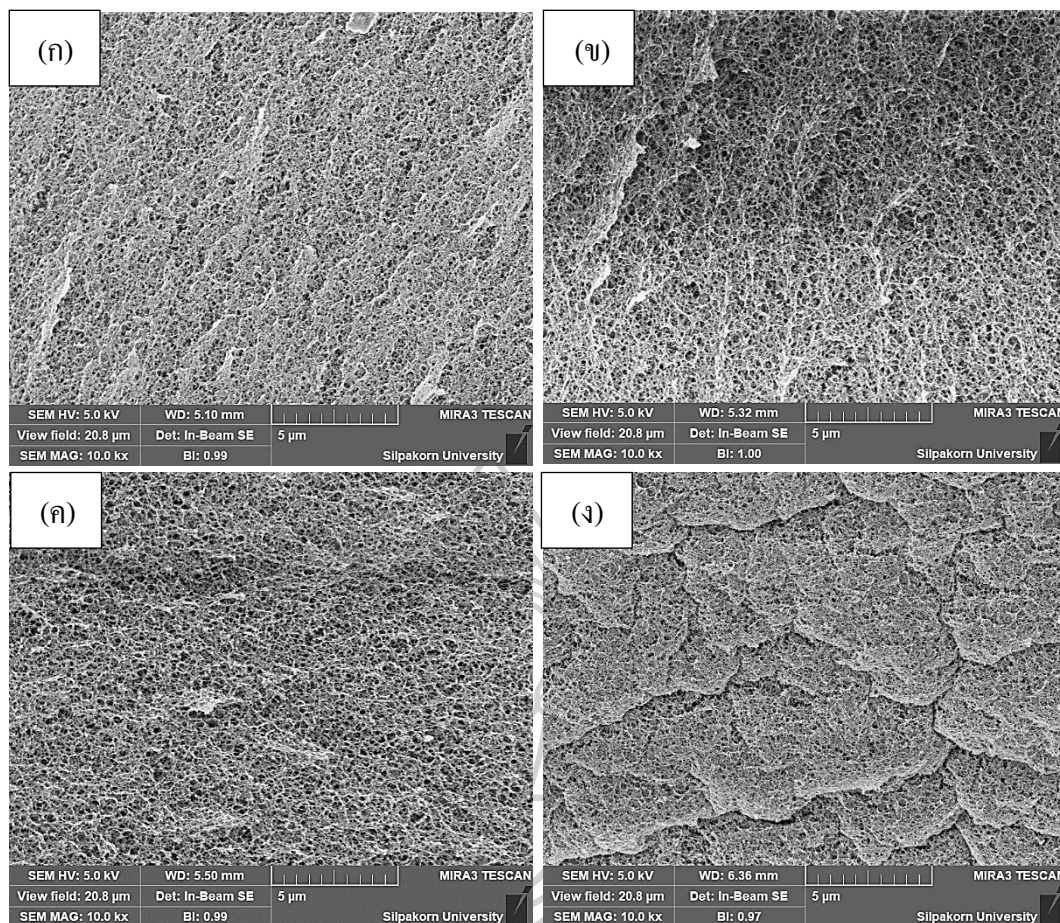 (ก)
SEM HV: 5.0 kV WD: 5.10 mm MIRA3 TESCAN
View field: 20.8 µm Det: In-Beam SE 5 µm
SEM MAG: 10.0 kx BI: 0.99 Silpakorn University
(ข)
SEM HV: 5.0 kV WD: 5.32 mm MIRA3 TESCAN
View field: 20.8 µm Det: In-Beam SE 5 µm
SEM MAG: 10.0 kx BI: 1.00 Silpakorn University
(ค)
SEM HV: 5.0 kV WD: 5.50 mm MIRA3 TESCAN
View field: 20.8 µm Det: In-Beam SE 5 µm
SEM MAG: 10.0 kx BI: 0.99 Silpakorn University
(ง)
SEM HV: 5.0 kV WD: 6.36 mm MIRA3 TESCAN
View field: 20.8 µm Det: In-Beam SE 5 µm
SEM MAG: 10.0 kx BI: 0.97 Silpakorn University